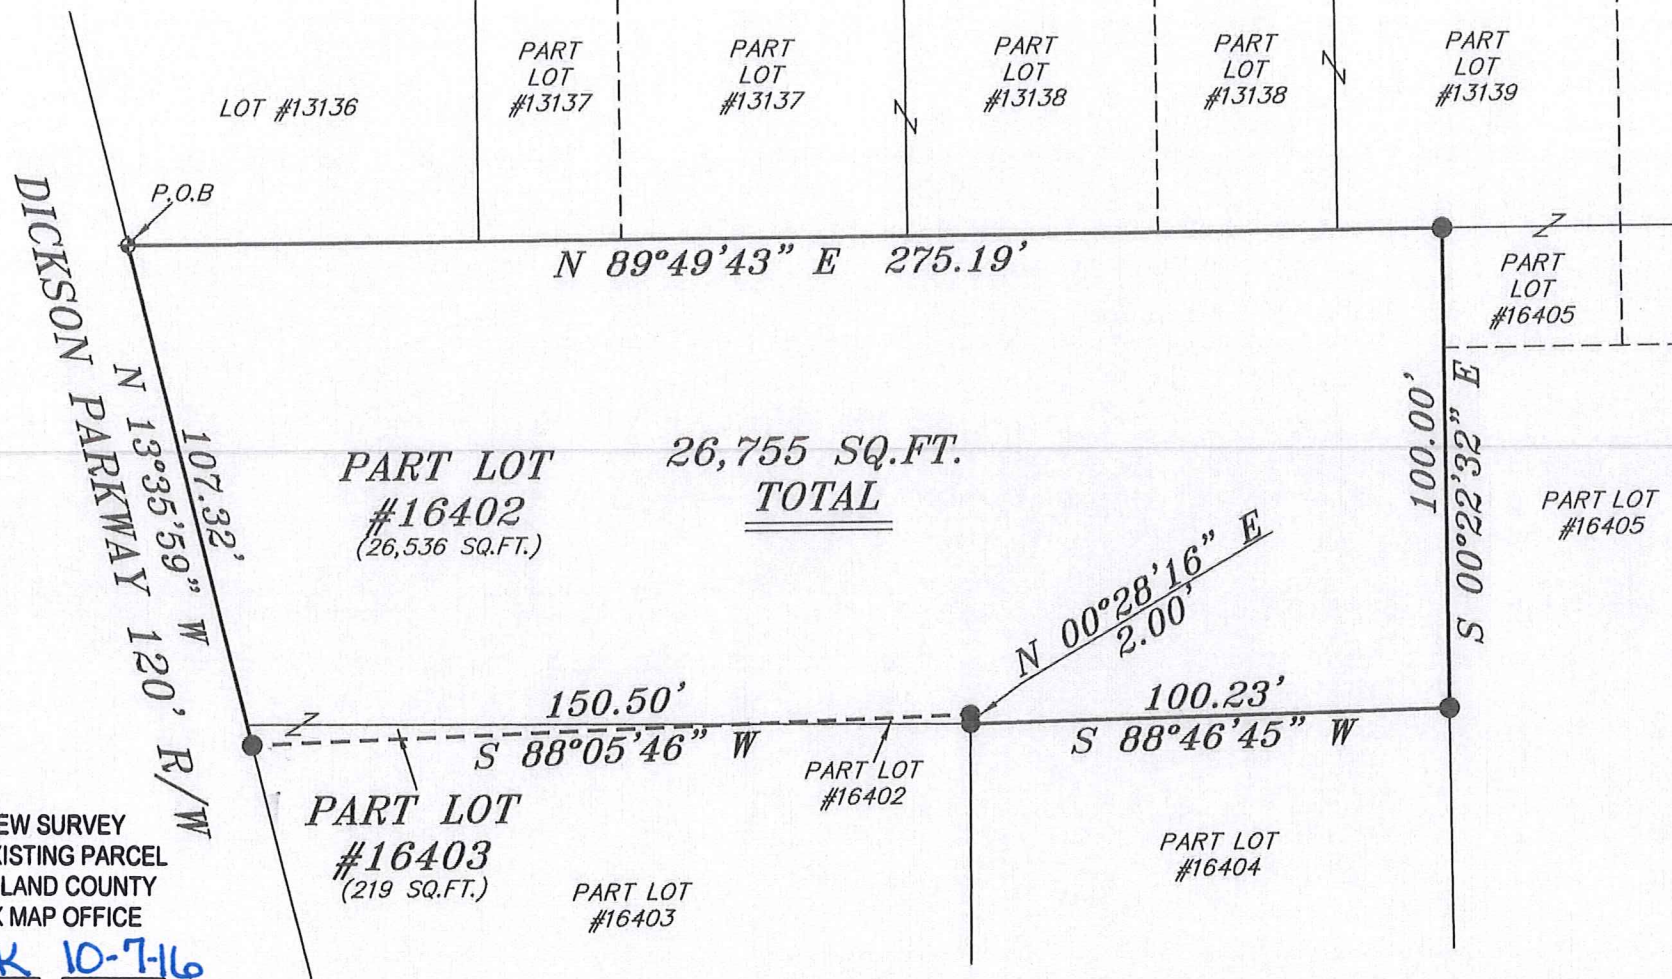 LOT #13136
PART
LOT
#13137
PART
LOT
#13137
PART
LOT
#13138
PART
LOT
#13138
PART
LOT
#13139
P.O.B
N 89°49'43" E 275.19'
PART
LOT
#16405
DICKSON PARKWAY 120' R/W
N 13°35'59" W
107.32'
PART LOT
#16402
(26,536 SQ.FT.)
26,755 SQ.FT.
TOTAL
100.00'
S 00°22'32" E
PART LOT
#16405
N 00°28'16" E
2.00'
150.50'
S 88°05'46" W
100.23'
S 88°46'45" W
PART LOT
#16402
PART LOT
#16403
(219 SQ.FT.)
PART LOT
#16403
PART LOT
#16404
EW SURVEY
XISTING PARCEL
LAND COUNTY
X MAP OFFICE
K 10-7-16